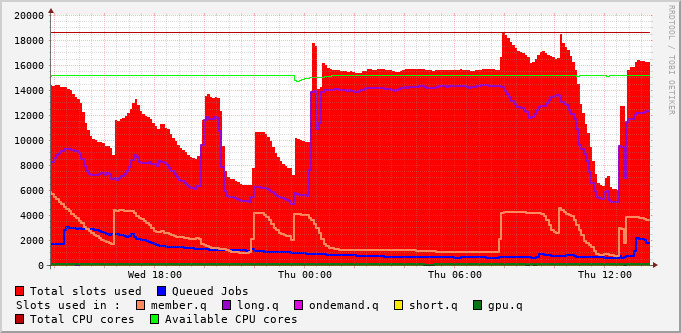 20000
18000
16000
14000
12000
10000
8000
6000
4000
2000
0
Wed 18:00 Thu 00:00 Thu 06:00 Thu 12:00
RRDTOOL / TOBI OETIKER
Total slots used Queued Jobs
Slots used in : member.q long.q ondemand.q short.q gpu.q
Total CPU cores Available CPU cores